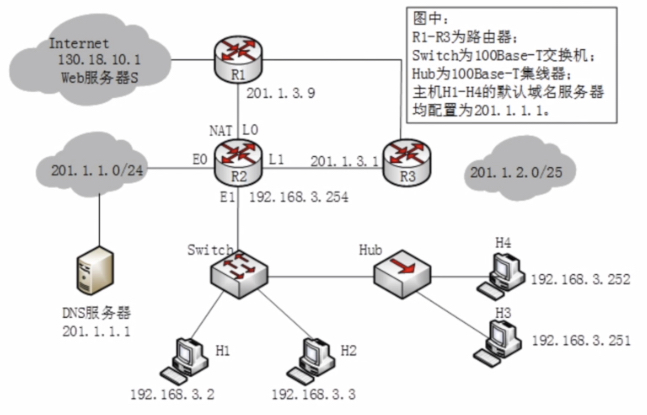 Internet
130.18.10.1
Web服务器S
R1
201.1.3.9
图中:
R1-R3为路由器;
Switch为100Base-T交换机;
Hub为100Base-T集线器;
主机H1-H4的默认域名服务器
均配置为201.1.1.1。
NAT
L0
201.1.1.0/24
E0
R2
L1
201.1.3.1
R3
201.1.2.0/25
E1
192.168.3.254
Switch
Hub
H4
192.168.3.252
DNS服务器
201.1.1.1
H3
192.168.3.251
H1
192.168.3.2
H2
192.168.3.3